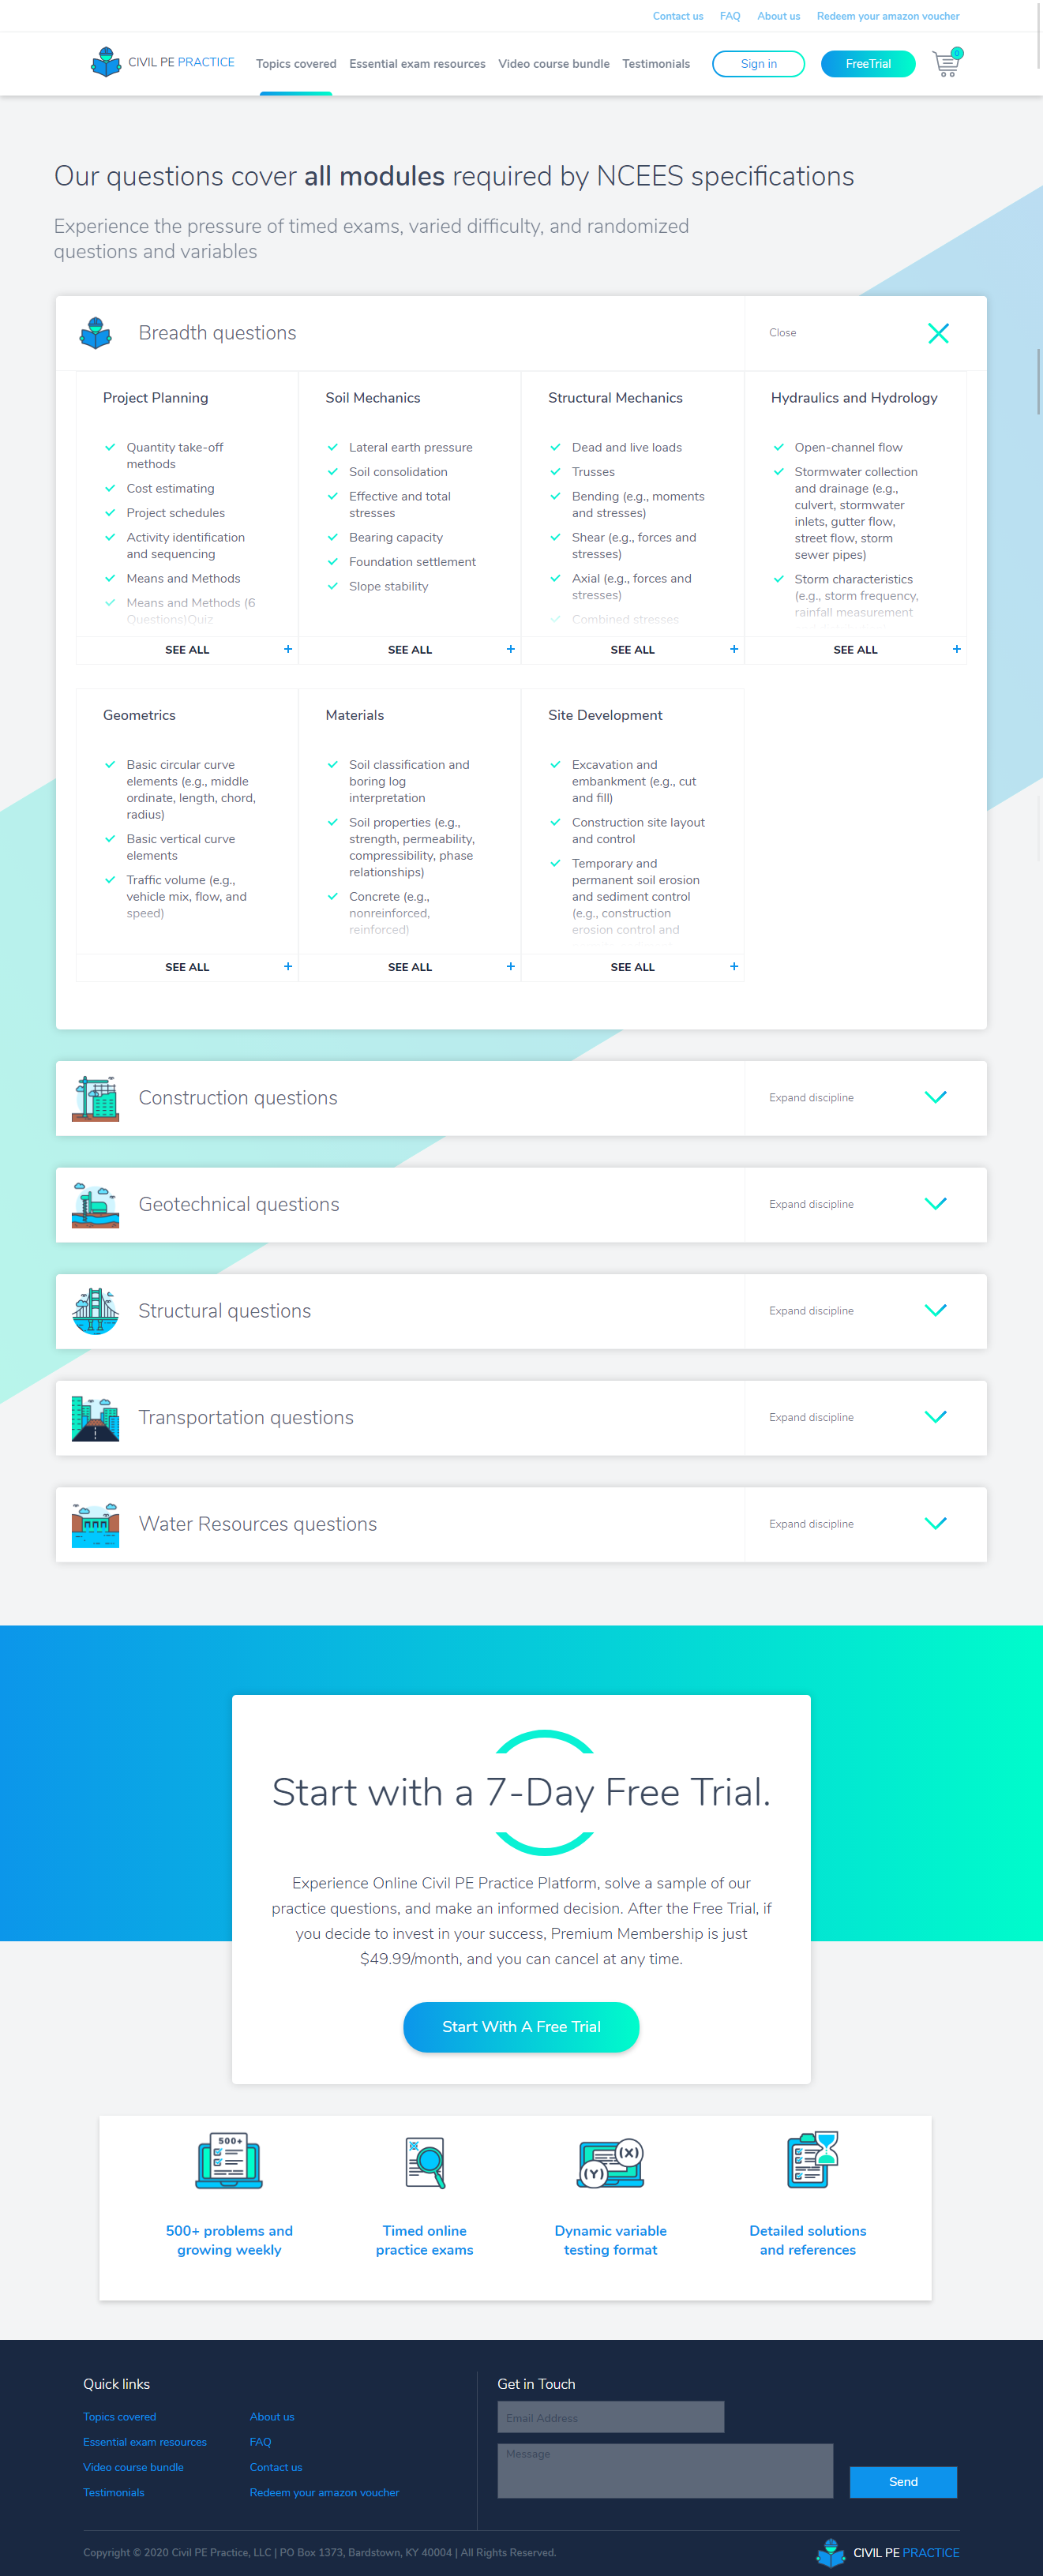 Contact us FAQ About us Redeem your amazon voucher
CIVIL PE PRACTICE Topics covered Essential exam resources Video course bundle Testimonials Sign in FreeTrial 0
Our questions cover all modules required by NCEES specifications
Experience the pressure of timed exams, varied difficulty, and randomized
questions and variables
Breadth questions
Close
Project Planning
Quantity take-off
methods
Cost estimating
Project schedules
Activity identification
and sequencing
Means and Methods
Means and Methods (6
Questions)Quiz
SEE ALL +
Soil Mechanics
Lateral earth pressure
Soil consolidation
Effective and total
stresses
Bearing capacity
Foundation settlement
Slope stability
SEE ALL +
Structural Mechanics
Dead and live loads
Trusses
Bending (e.g., moments
and stresses)
Shear (e.g., forces and
stresses)
Axial (e.g., forces and
stresses)
Combined stresses
SEE ALL +
Hydraulics and Hydrology
Open-channel flow
Stormwater collection
and drainage (e.g.,
culvert, stormwater
inlets, gutter flow,
street flow, storm
sewer pipes)
Storm characteristics
(e.g., storm frequency,
rainfall measurement
SEE ALL +
Geometrics
Basic circular curve
elements (e.g., middle
ordinate, length, chord,
radius)
Basic vertical curve
elements
Traffic volume (e.g.,
vehicle mix, flow, and
speed)
SEE ALL +
Materials
Soil classification and
boring log
interpretation
Soil properties (e.g.,
strength, permeability,
compressibility, phase
relationships)
Concrete (e.g.,
nonreinforced,
reinforced)
SEE ALL +
Site Development
Excavation and
embankment (e.g., cut
and fill)
Construction site layout
and control
Temporary and
permanent soil erosion
and sediment control
(e.g., construction
erosion control and
SEE ALL +
Construction questions
Expand discipline
Geotechnical questions
Expand discipline
Structural questions
Expand discipline
Transportation questions
Expand discipline
Water Resources questions
Expand discipline
Start with a 7-Day Free Trial.
Experience Online Civil PE Practice Platform, solve a sample of our
practice questions, and make an informed decision. After the Free Trial, if
you decide to invest in your success, Premium Membership is just
$49.99/month, and you can cancel at any time.
Start With A Free Trial
500+
500+ problems and
growing weekly
Timed online
practice exams
(X)
(Y)
Dynamic variable
testing format
Detailed solutions
and references
Quick links
Topics covered
Essential exam resources
Video course bundle
Testimonials
About us
FAQ
Contact us
Redeem your amazon voucher
Get in Touch
Email Address
Message
Send
Copyright © 2020 Civil PE Practice, LLC | PO Box 1373, Bardstown, KY 40004 | All Rights Reserved.
CIVIL PE PRACTICE